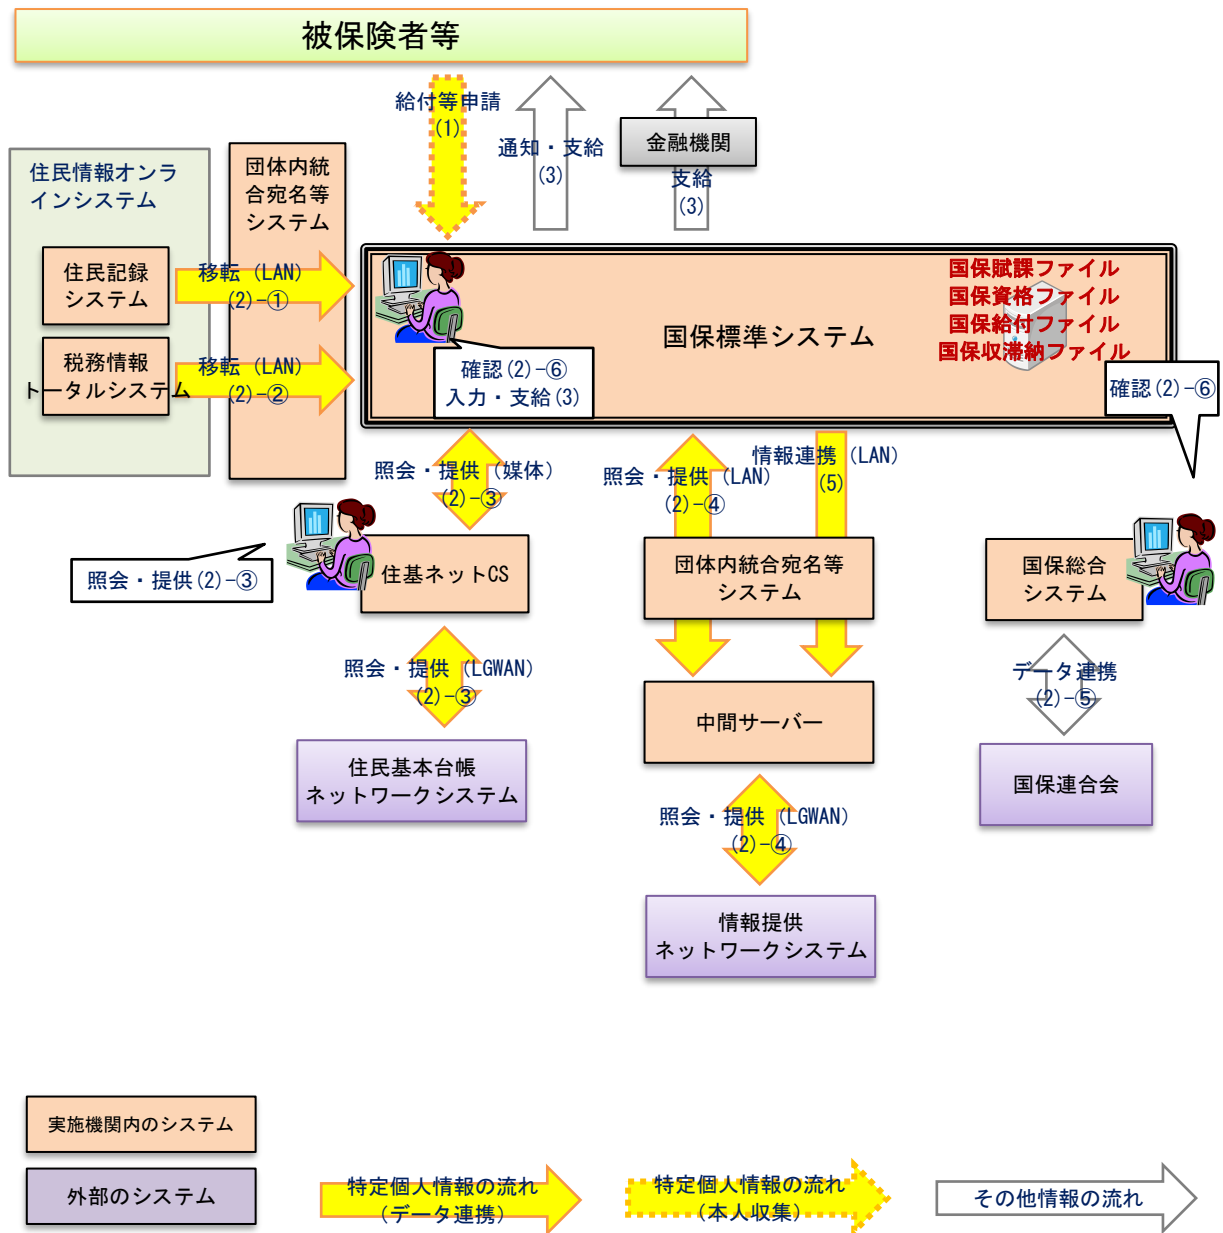 被保険者等
給付等申請
(1)
通知・支給
(3)
金融機関
支給
(3)
住民情報オンラ
インシステム
団体内統
合宛名等
システム
住民記録
システム
移転（LAN）
(2)-①
税務情報
トータルシステム
移転（LAN）
(2)-②
国保標準システム
国保賦課ファイル
国保資格ファイル
国保給付ファイル
国保収滞納ファイル
確認(2)-⑥
入力・支給(3)
確認(2)-⑥
照会・提供（媒体）
(2)-③
照会・提供（LAN）
(2)-④
情報連携（LAN）
(5)
照会・提供(2)-③
住基ネットCS
団体内統合宛名等
システム
国保総合
システム
照会・提供（LGWAN）
(2)-③
データ連携
(2)-⑤
中間サーバー
住民基本台帳
ネットワークシステム
国保連合会
照会・提供（LGWAN）
(2)-④
情報提供
ネットワークシステム
実施機関内のシステム
外部のシステム
特定個人情報の流れ
（データ連携）
特定個人情報の流れ
（本人収集）
その他情報の流れ